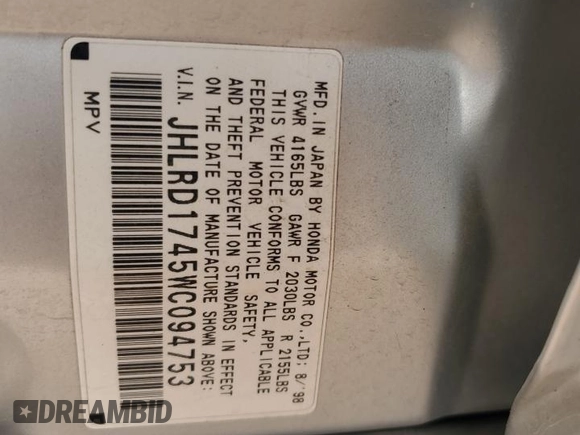 MFD. IN JAPAN BY HONDA MOTOR CO., LTD: 8/'98
GVWR 4165LBS GAWR F 2030LBS R 2155LBS
THIS VEHICLE CONFORMS TO ALL APPLICABLE
FEDERAL MOTOR VEHICLE SAFETY,
AND THEFT PREVENTION STANDARDS IN EFFECT
ON THE DATE OF MANUFACTURE SHOWN ABOVE:
V.I.N. JHLRD1745WC094753
MPV
DREAMBID